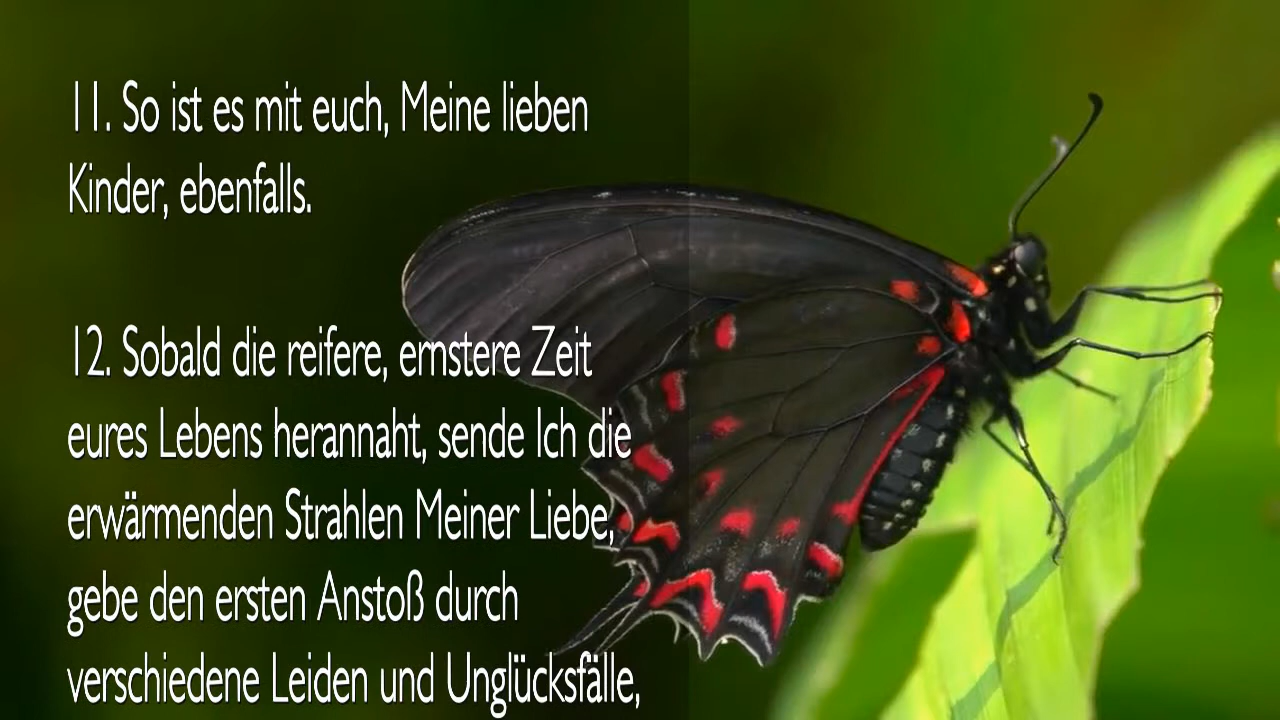 11. So ist es mit euch, Meine lieben
Kinder, ebenfalls.
12. Sobald die reifere, ernstere Zeit
eures Lebens herannaht, sende Ich die
erwärmenden Strahlen Meiner Liebe,
gebe den ersten Anstoß durch
verschiedene Leiden und Unglücksfälle,